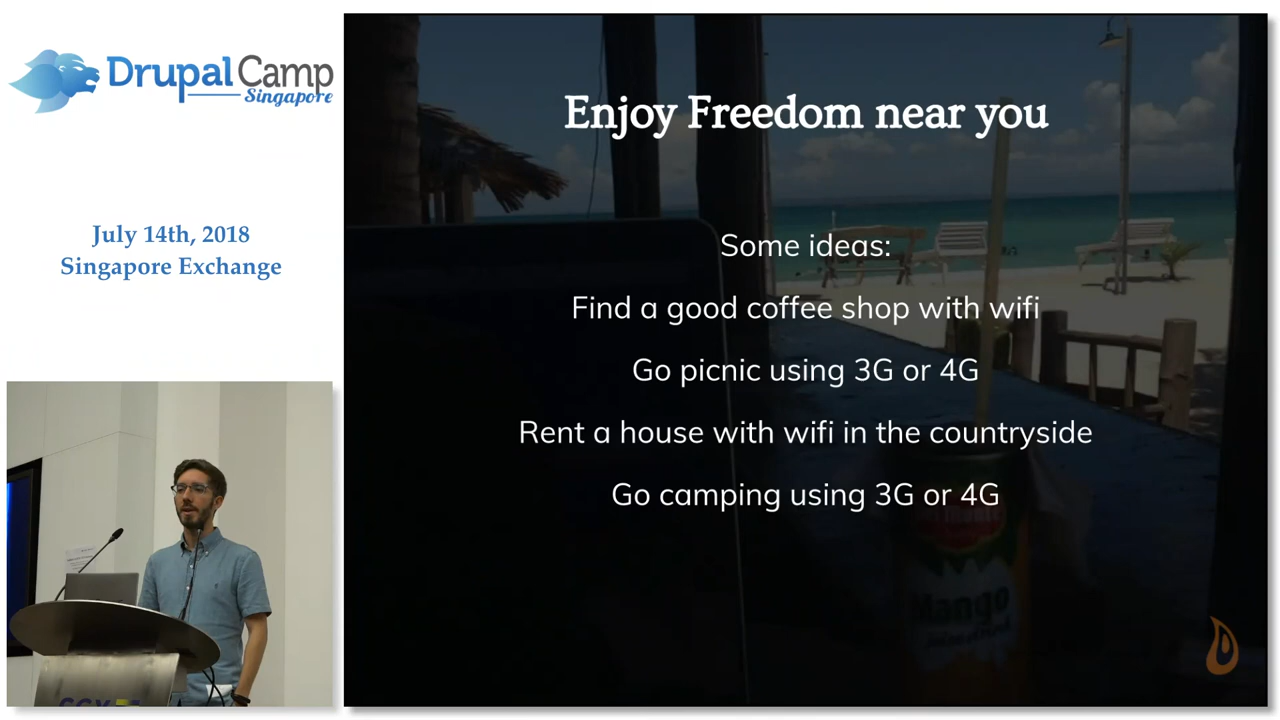 DrupalCamp
Singapore
July 14th, 2018
Singapore Exchange
Enjoy Freedom near you
Some ideas:
Find a good coffee shop with wifi
Go picnic using 3G or 4G
Rent a house with wifi in the countryside
Go camping using 3G or 4G
Mango